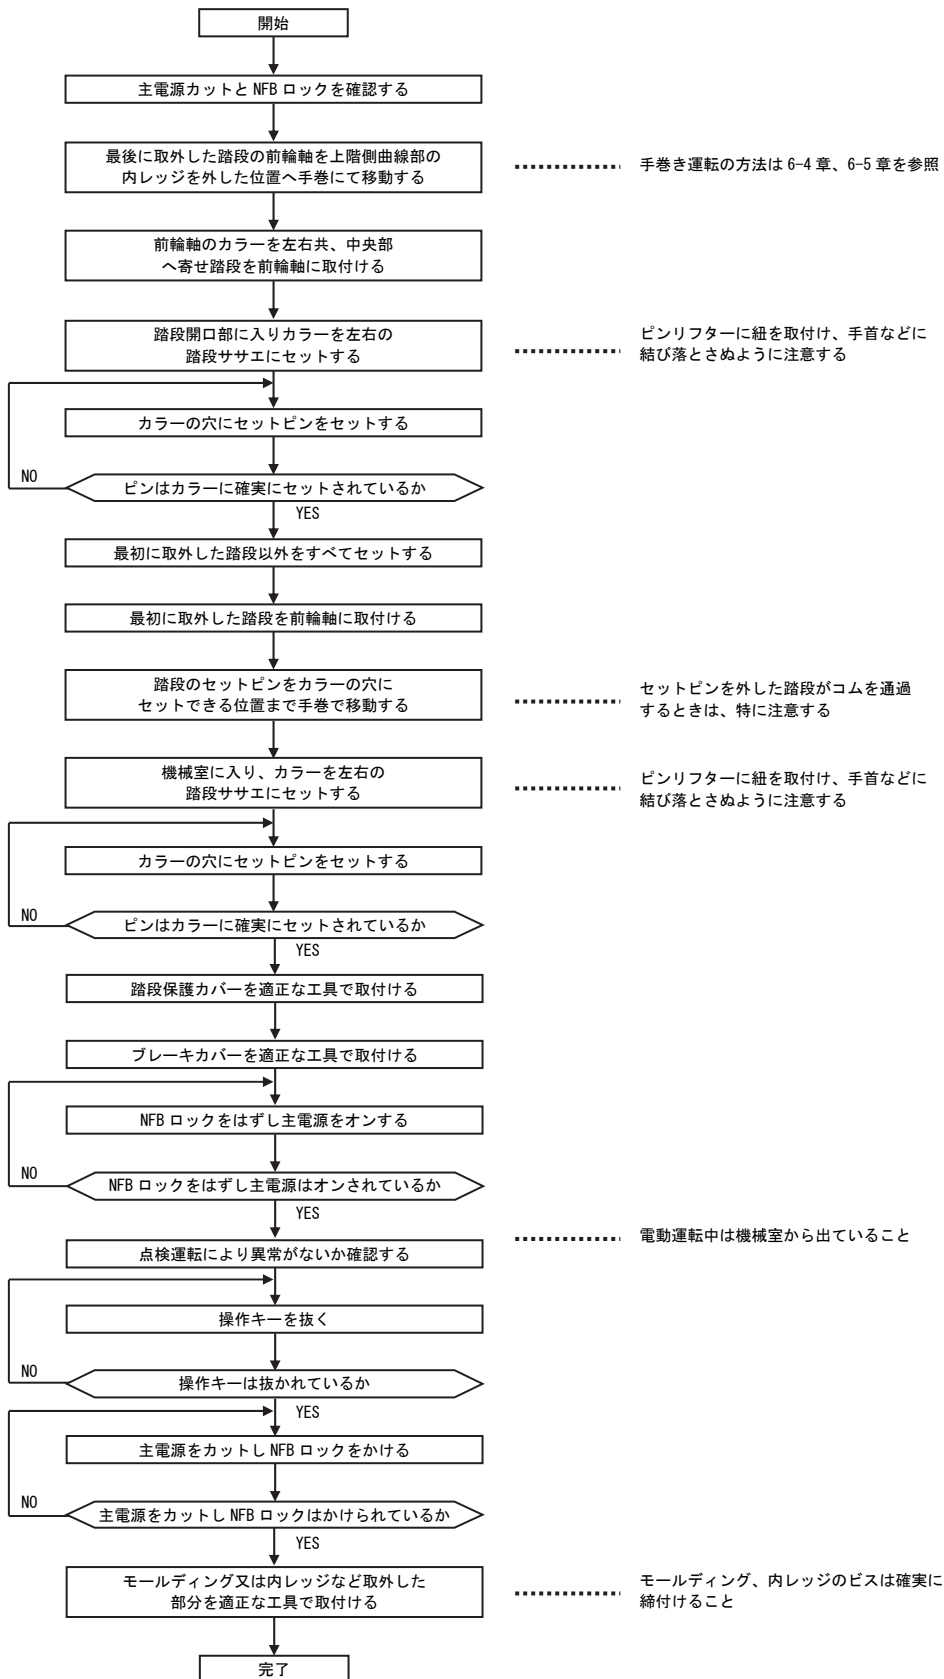 開始
主電源カットと NFB ロックを確認する
最後に取外した踏段の前輪軸を上階側曲線部の
内レッジを外した位置へ手巻にて移動する
手巻き運転の方法は 6-4 章、6-5 章を参照
前輪軸のカラーを左右共、中央部
へ寄せ踏段を前輪軸に取付ける
踏段開口部に入りカラーを左右の
踏段ササエにセットする
ピンリフターに紐を取付け、手首などに
結び落とさぬように注意する
カラーの穴にセットピンをセットする
NO
ピンはカラーに確実にセットされているか
YES
最初に取外した踏段以外をすべてセットする
最初に取外した踏段を前輪軸に取付ける
踏段のセットピンをカラーの穴に
セットできる位置まで手巻で移動する
セットピンを外した踏段がコムを通過
するときは、特に注意する
機械室に入り、カラーを左右の
踏段ササエにセットする
ピンリフターに紐を取付け、手首などに
結び落とさぬように注意する
カラーの穴にセットピンをセットする
NO
ピンはカラーに確実にセットされているか
YES
踏段保護カバーを適正な工具で取付ける
ブレーキカバーを適正な工具で取付ける
NFB ロックをはずし主電源をオンする
NO
NFB ロックをはずし主電源はオンされているか
YES
点検運転により異常がないか確認する
電動運転中は機械室から出ていること
操作キーを抜く
NO
操作キーは抜かれているか
YES
主電源をカットし NFB ロックをかける
NO
主電源をカットし NFB ロックはかけられているか
YES
モールディング又は内レッジなど取外した
部分を適正な工具で取付ける
モールディング、内レッジのビスは確実に
締付けること
完了